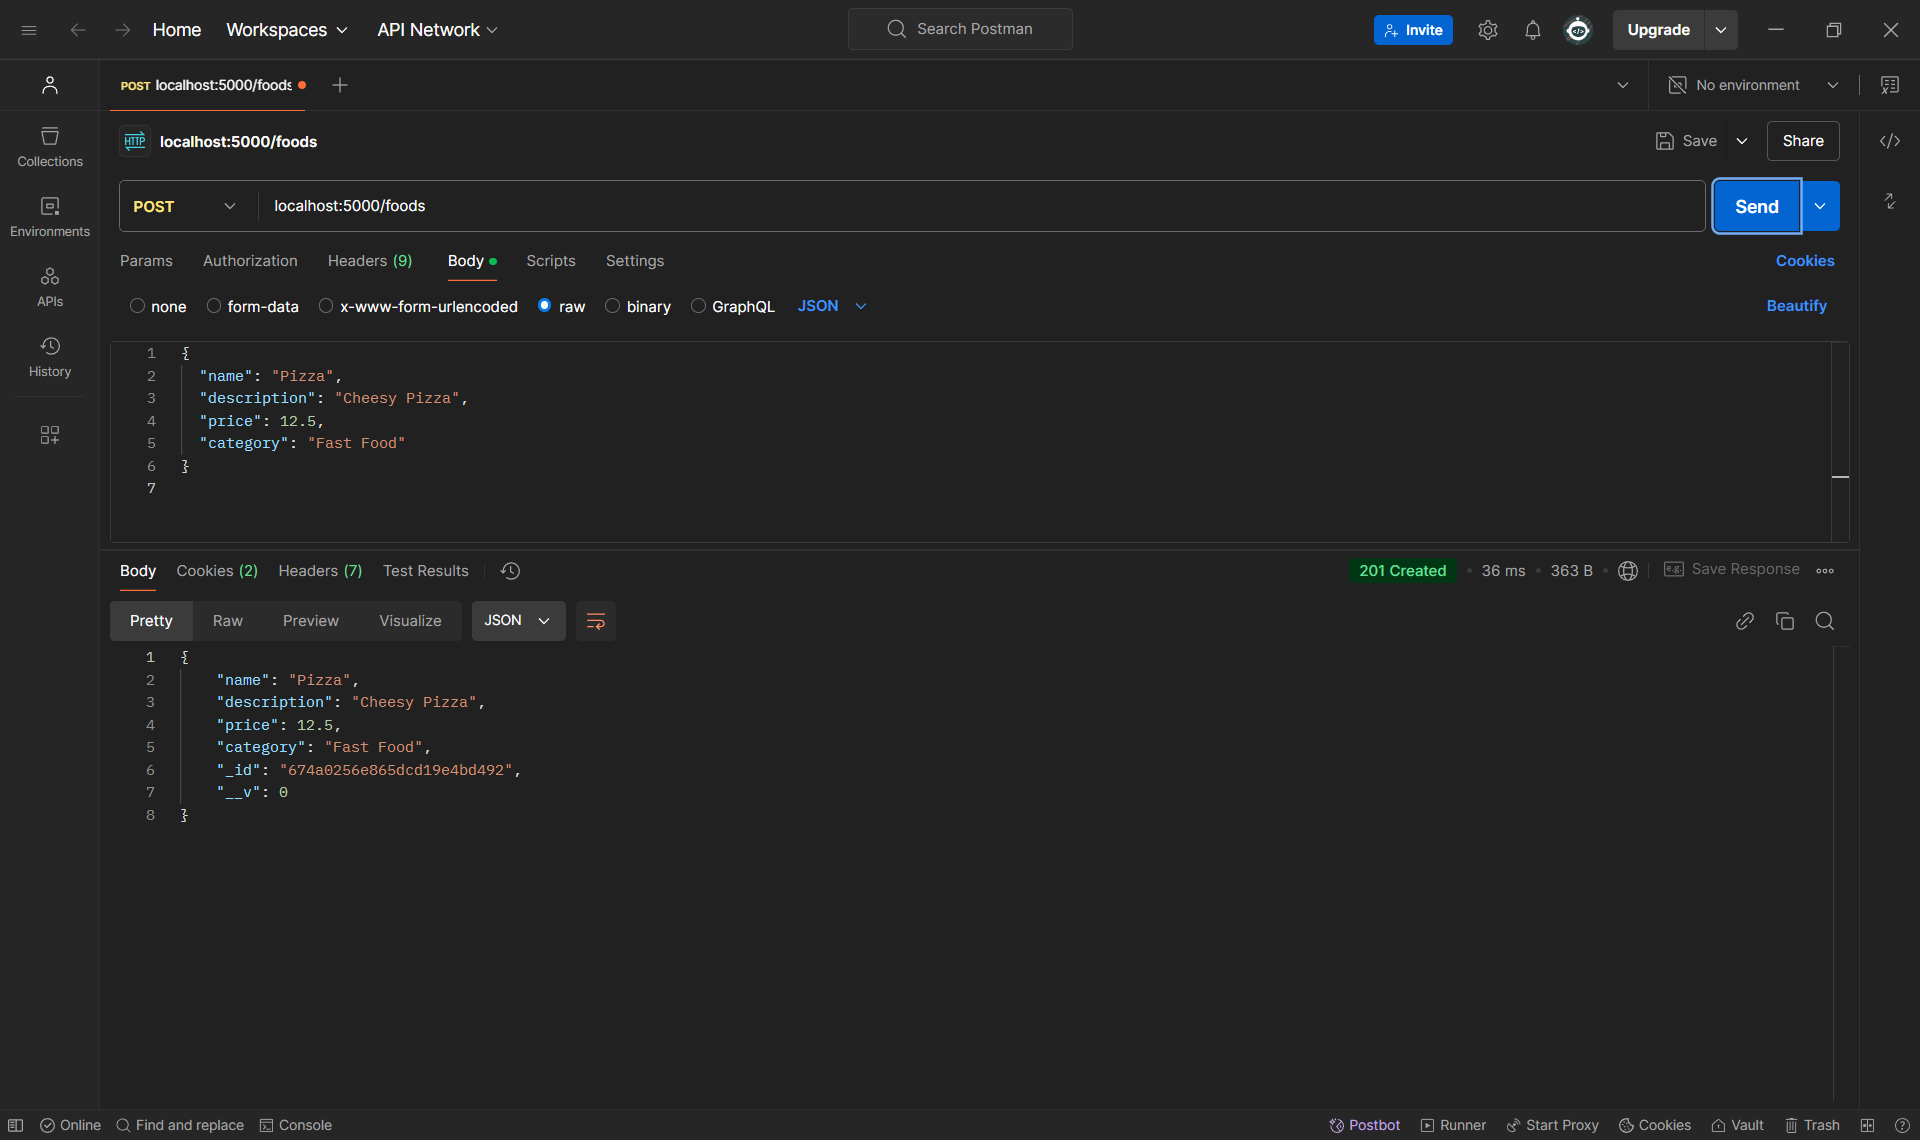 Home Workspaces API Network Search Postman Invite Upgrade
POST localhost:5000/foods No environment
HTTP localhost:5000/foods Save Share
Collections
Environments
APIs
History
POST localhost:5000/foods Send
Params Authorization Headers (9) Body Scripts Settings Cookies
none form-data x-www-form-urlencoded raw binary GraphQL JSON Beautify
1 {
2 "name": "Pizza",
3 "description": "Cheesy Pizza",
4 "price": 12.5,
5 "category": "Fast Food"
6 }
7
Body Cookies (2) Headers (7) Test Results 201 Created 36 ms 363 B e.g. Save Response
Pretty Raw Preview Visualize JSON
1 {
2 "name": "Pizza",
3 "description": "Cheesy Pizza",
4 "price": 12.5,
5 "category": "Fast Food",
6 "_id": "674a0256e865dcd19e4bd492",
7 "__v": 0
8 }
Online Find and replace Console Postbot Runner Start Proxy Cookies Vault Trash